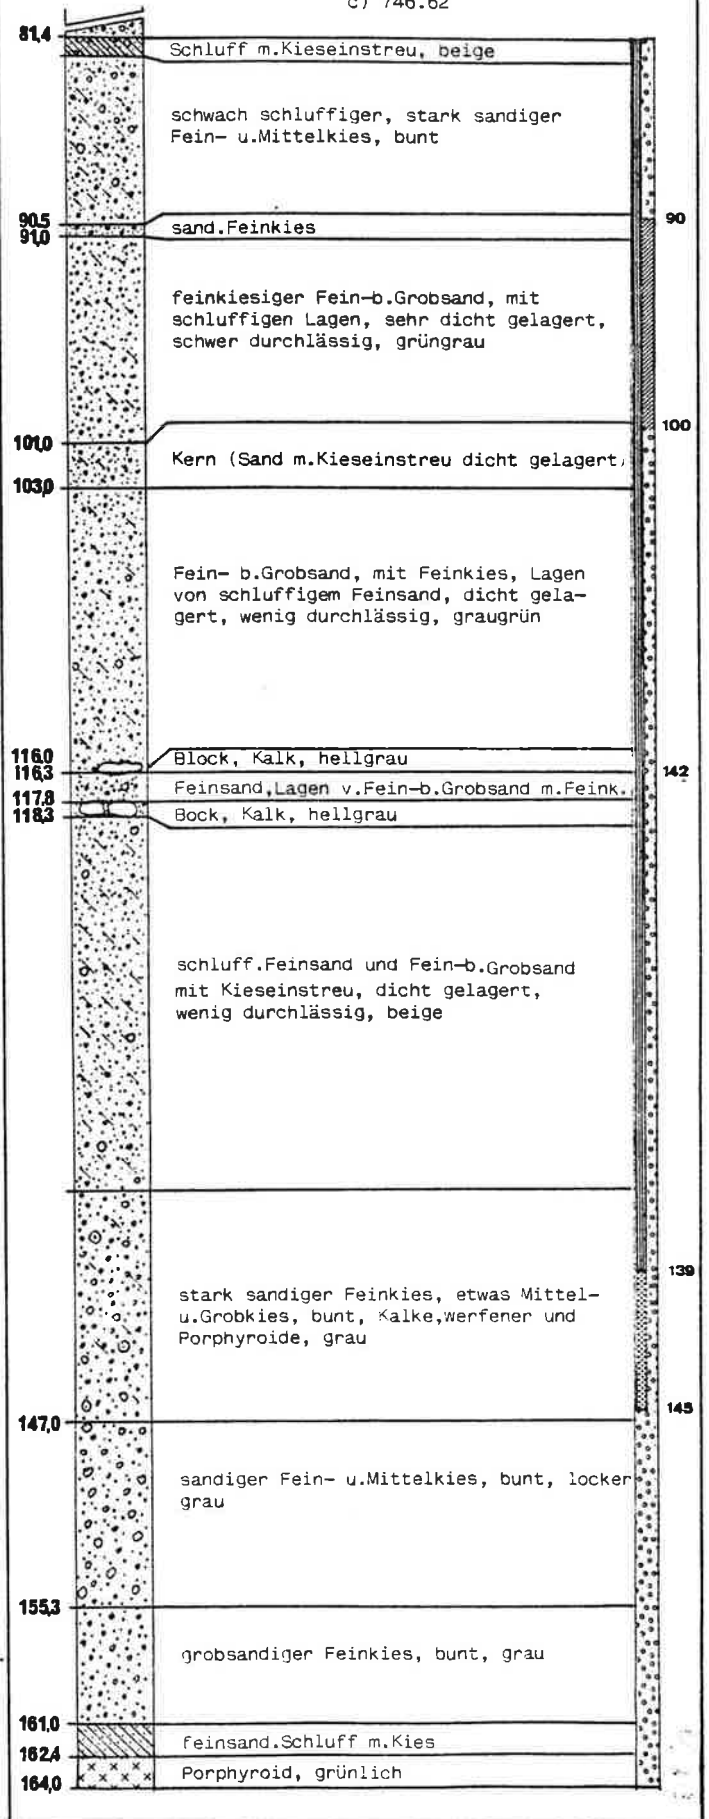 c) 746.62
81,4
Schluff m.Kieseinstreu, beige
schwach schluffiger, stark sandiger
Fein- u.Mittelkies, bunt
90,5
sand.Feinkies
90
91,0
feinkiesiger Fein-b.Grobsand, mit
schluffigen Lagen, sehr dicht gelagert,
schwer durchlässig, grüngrau
100
101,0
Kern (Sand m.Kieseinstreu dicht gelagert)
103,0
Fein- b.Grobsand, mit Feinkies, Lagen
von schluffigem Feinsand, dicht gela-
gert, wenig durchlässig, graugrün
116,0
Block, Kalk, hellgrau
116,3
142
Feinsand,Lagen v.Fein-b.Grobsand m.Feink.
117,8
118,3
Bock, Kalk, hellgrau
schluff.Feinsand und Fein-b.Grobsand
mit Kieseinstreu, dicht gelagert,
wenig durchlässig, beige
139
stark sandiger Feinkies, etwas Mittel-
u.Grobkies, bunt, Kalke,werfener und
Porphyroide, grau
145
147,0
sandiger Fein- u.Mittelkies, bunt, locker
grau
155,3
grobsandiger Feinkies, bunt, grau
161,0
feinsand.Schluff m.Kies
162,4
Porphyroid, grünlich
164,0